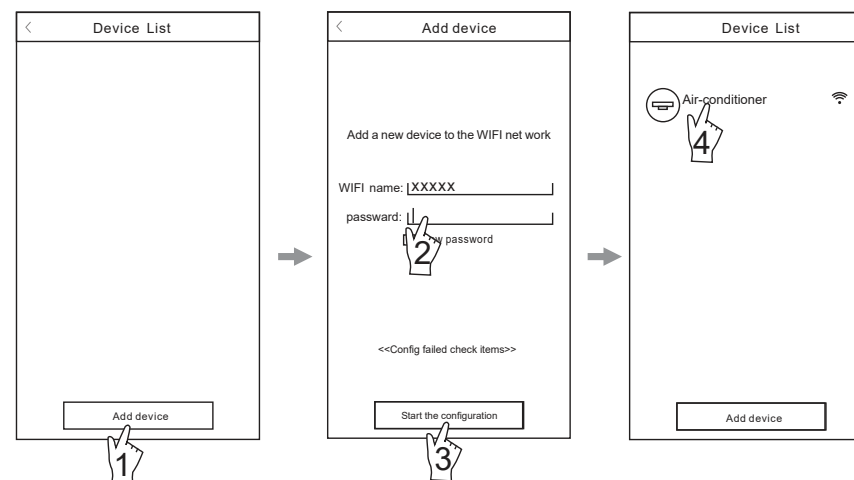 Device List
Add device
1
Add device
Add a new device to the WIFI net work
WIFI name: XXXXX
passward:
2
password
<<Config failed check items>>
Start the configuration
3
Device List
Air-conditioner
4
Add device